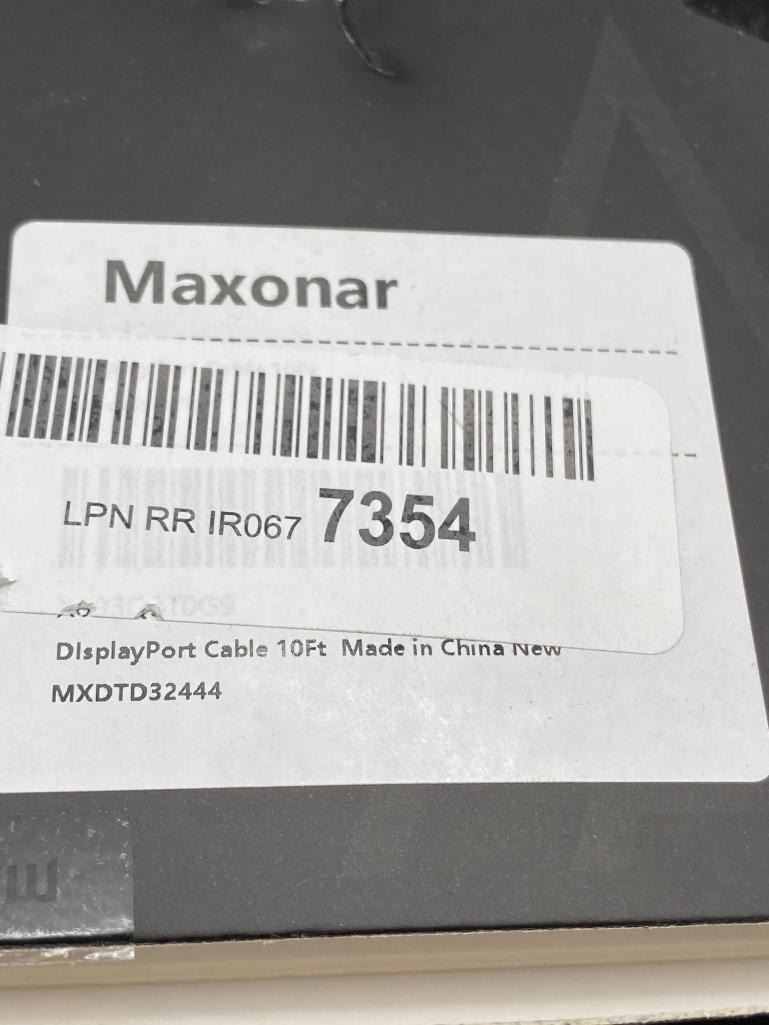 Maxonar
LPN RR IR067 7354
DIsplayPort Cable 10Ft Made in China New
MXDTD32444